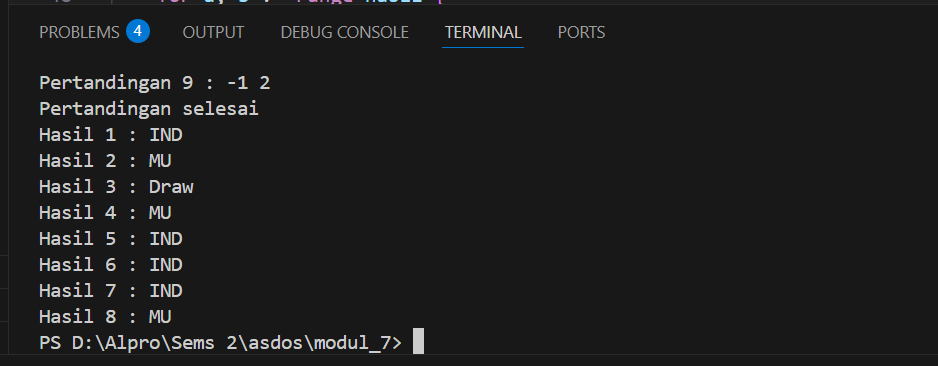 PROBLEMS 4 OUTPUT DEBUG CONSOLE TERMINAL PORTS
Pertandingan 9 : -1 2
Pertandingan selesai
Hasil 1 : IND
Hasil 2 : MU
Hasil 3 : Draw
Hasil 4 : MU
Hasil 5 : IND
Hasil 6 : IND
Hasil 7 : IND
Hasil 8 : MU
PS D:\Alpro\Sems 2\asdos\modul_7>